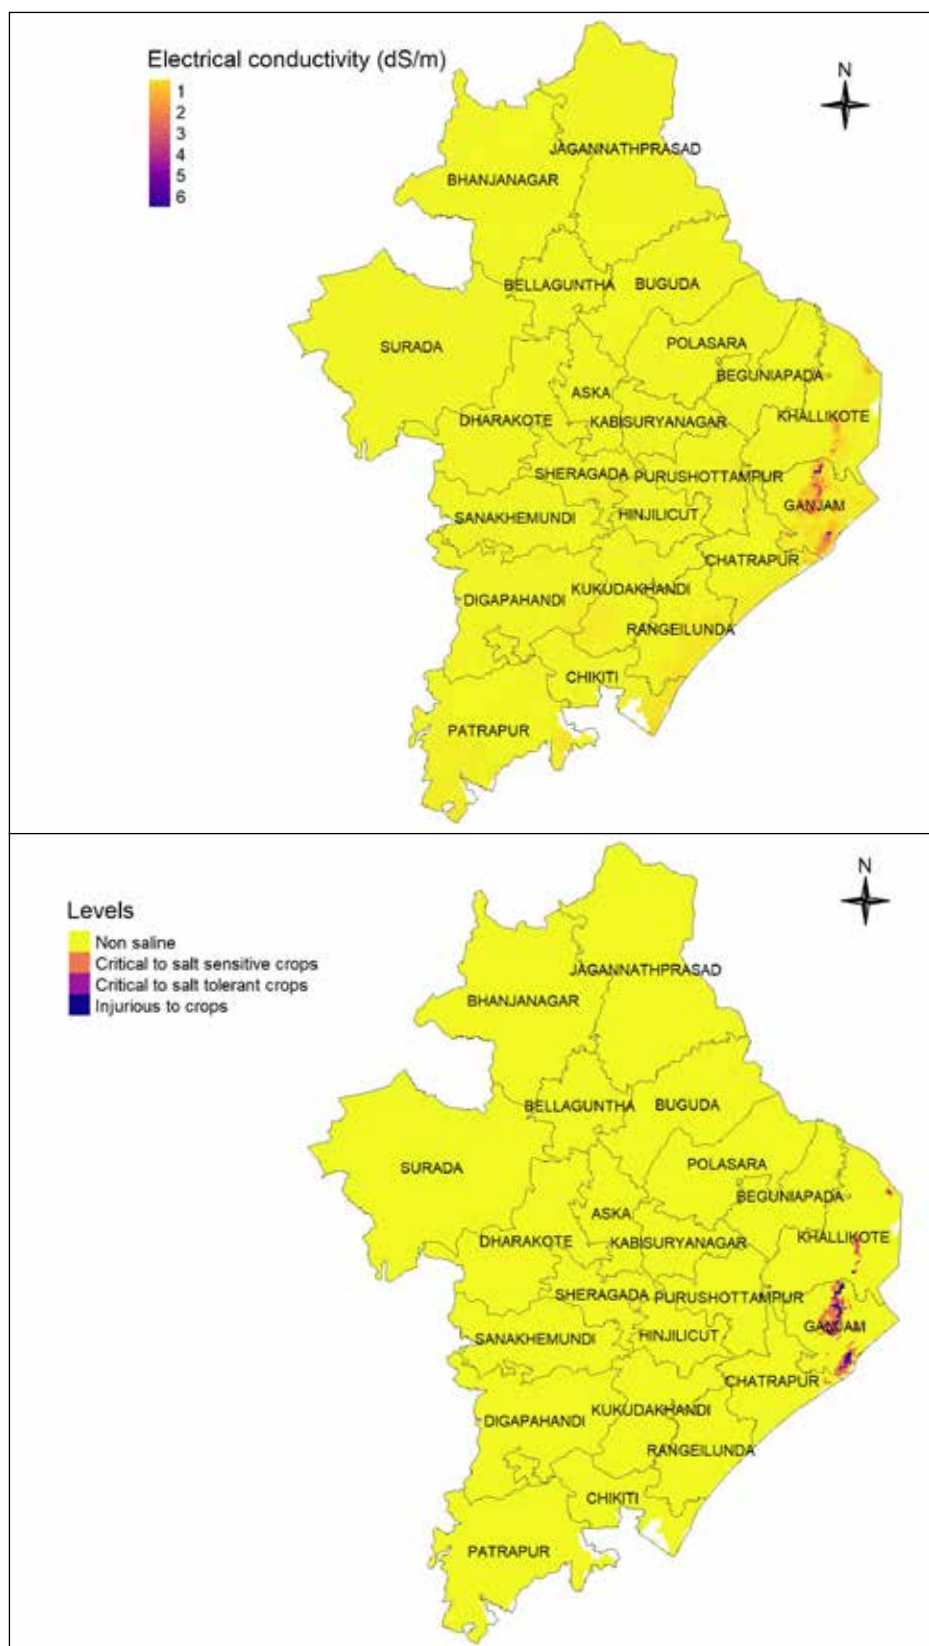 Electrical conductivity (dS/m)
1
2
3
4
5
6
N
JAGANNATHPRASAD
BHANJANAGAR
BELLAGUNTHA
BUGUDA
SURADA
POLASARA
BEGUNIAPADA
ASKA
DHARAKOTE
KABISURYANAGAR
KHALLIKOTE
SHERAGADA
PURUSHOTTAMPUR
GANJAM
SANAKHEMUNDI
HINJILICUT
CHATRAPUR
DIGAPAHANDI
KUKUDAKHANDI
RANGEILUNDA
CHIKITI
PATRAPUR
Levels
Non saline
Critical to salt sensitive crops
Critical to salt tolerant crops
Injurious to crops
N
JAGANNATHPRASAD
BHANJANAGAR
BELLAGUNTHA
BUGUDA
SURADA
POLASARA
BEGUNIAPADA
ASKA
DHARAKOTE
KABISURYANAGAR
KHALLIKOTE
SHERAGADA
PURUSHOTTAMPUR
GANJAM
SANAKHEMUNDI
HINJILICUT
CHATRAPUR
DIGAPAHANDI
KUKUDAKHANDI
RANGEILUNDA
CHIKITI
PATRAPUR